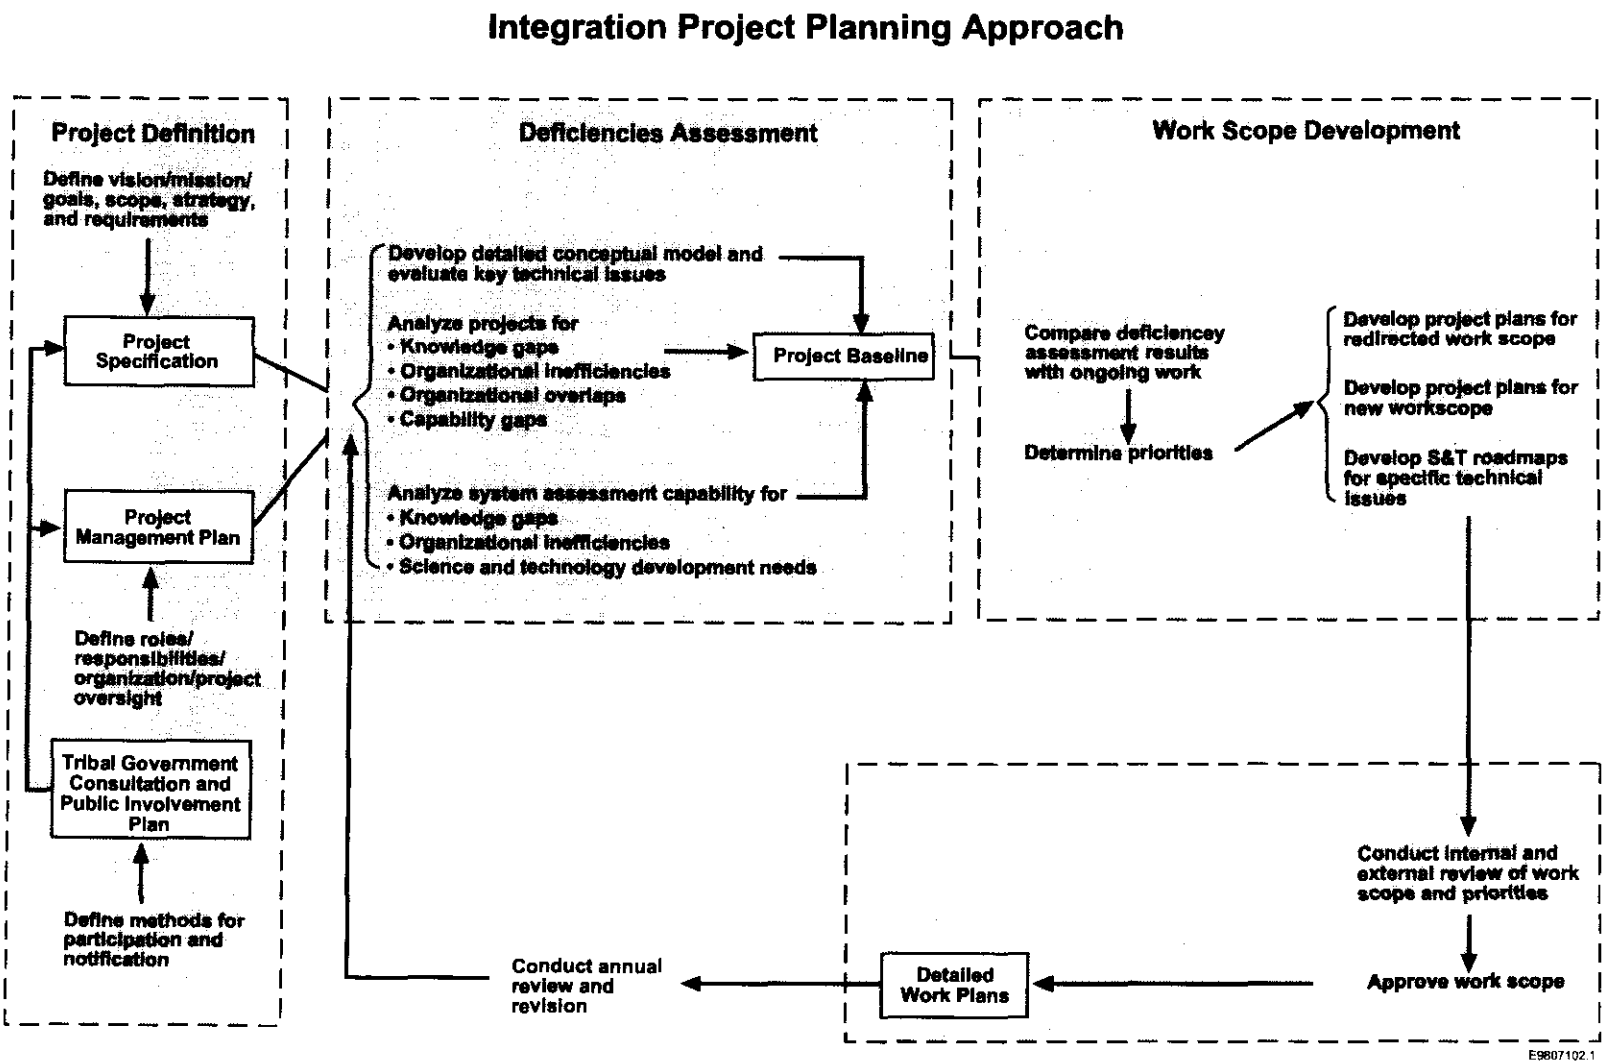 Integration Project Planning Approach
Project Definition
Define vision/mission/
goals, scope, strategy,
and requirements
Project
Specification
Project
Management Plan
Define roles/
responsibilities/
organization/project
oversight
Tribal Government
Consultation and
Public Involvement
Plan
Define methods for
participation and
notification
Deficiencies Assessment
Develop detailed conceptual model and
evaluate key technical issues
Analyze projects for
• Knowledge gaps
• Organizational inefficiencies
• Organizational overlaps
• Capability gaps
Project Baseline
Analyze system assessment capability for
• Knowledge gaps
• Organizational inefficiencies
• Science and technology development needs
Work Scope Development
Compare deficiencey
assessment results
with ongoing work
Determine priorities
Develop project plans for
redirected work scope
Develop project plans for
new workscope
Develop S&T roadmaps
for specific technical
issues
Conduct internal and
external review of work
scope and priorities
Approve work scope
Detailed
Work Plans
Conduct annual
review and
revision
E9807102.1